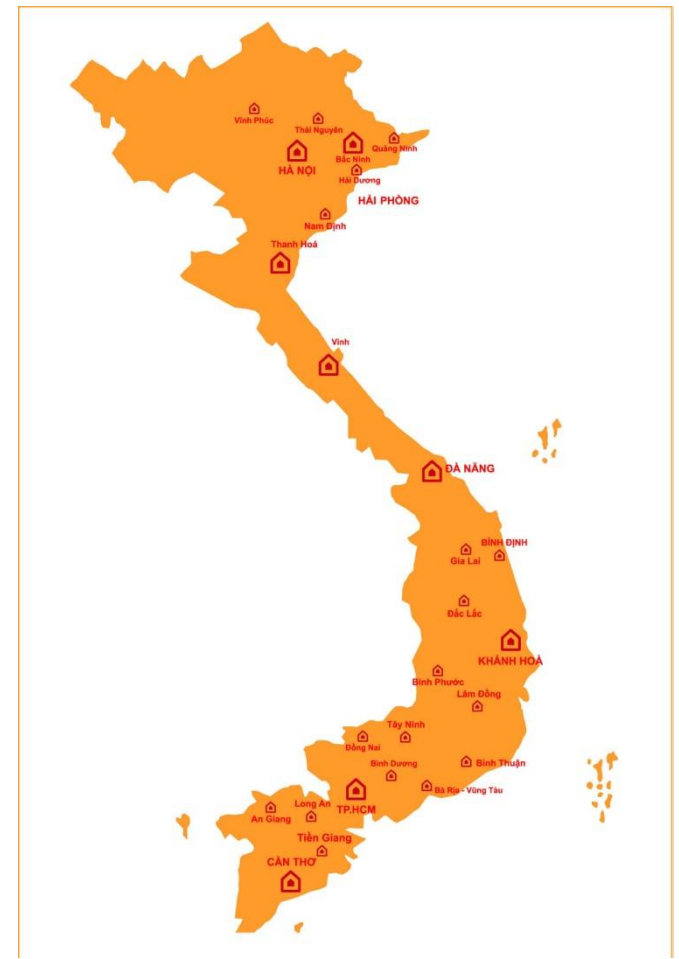 Vĩnh Phúc
Thái Nguyên
Quảng Ninh
Bắc Ninh
HÀ NỘI
Hải Dương
HẢI PHÒNG
Nam Định
Thanh Hoá
Vinh
ĐÀ NẴNG
BÌNH ĐỊNH
Gia Lai
Đắc Lắc
KHÁNH HOÀ
Bình Phước
Lâm Đồng
Tây Ninh
Đồng Nai
Bình Dương
Bình Thuận
Bà Rịa - Vũng Tàu
Long An
An Giang
TP.HCM
Tiền Giang
CẦN THƠ